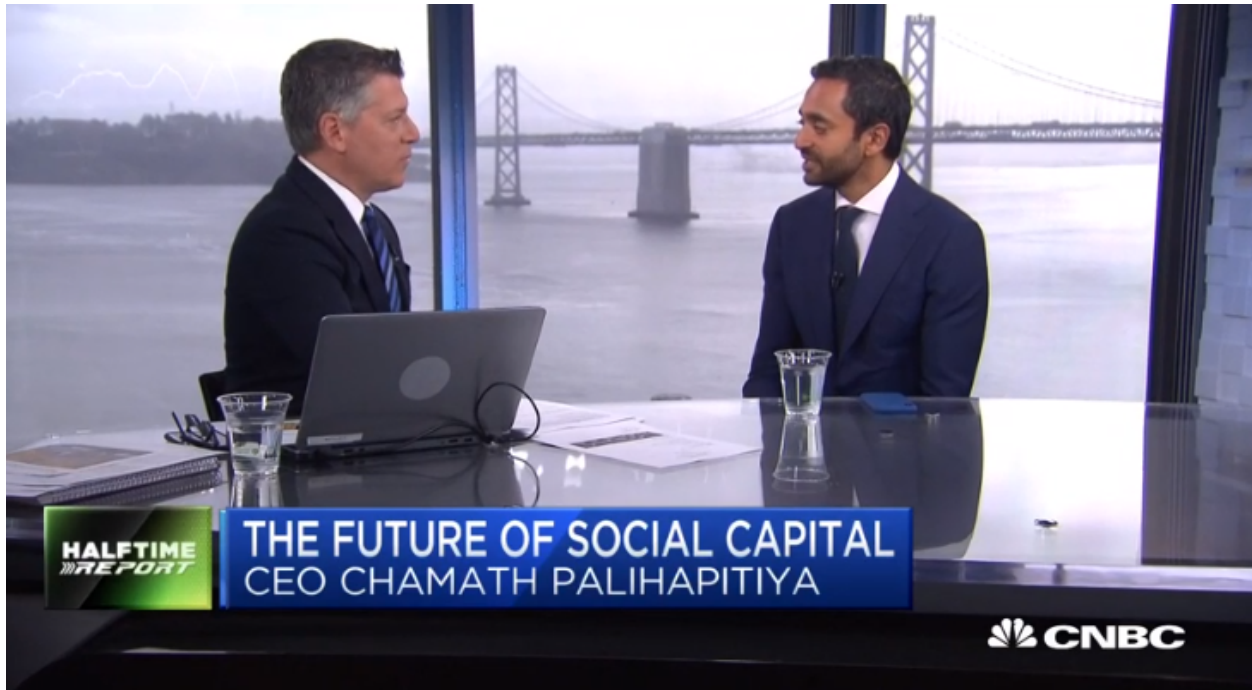 HALFTIME
REPORT
THE FUTURE OF SOCIAL CAPITAL
CEO CHAMATH PALIHAPITIYA
CNBC